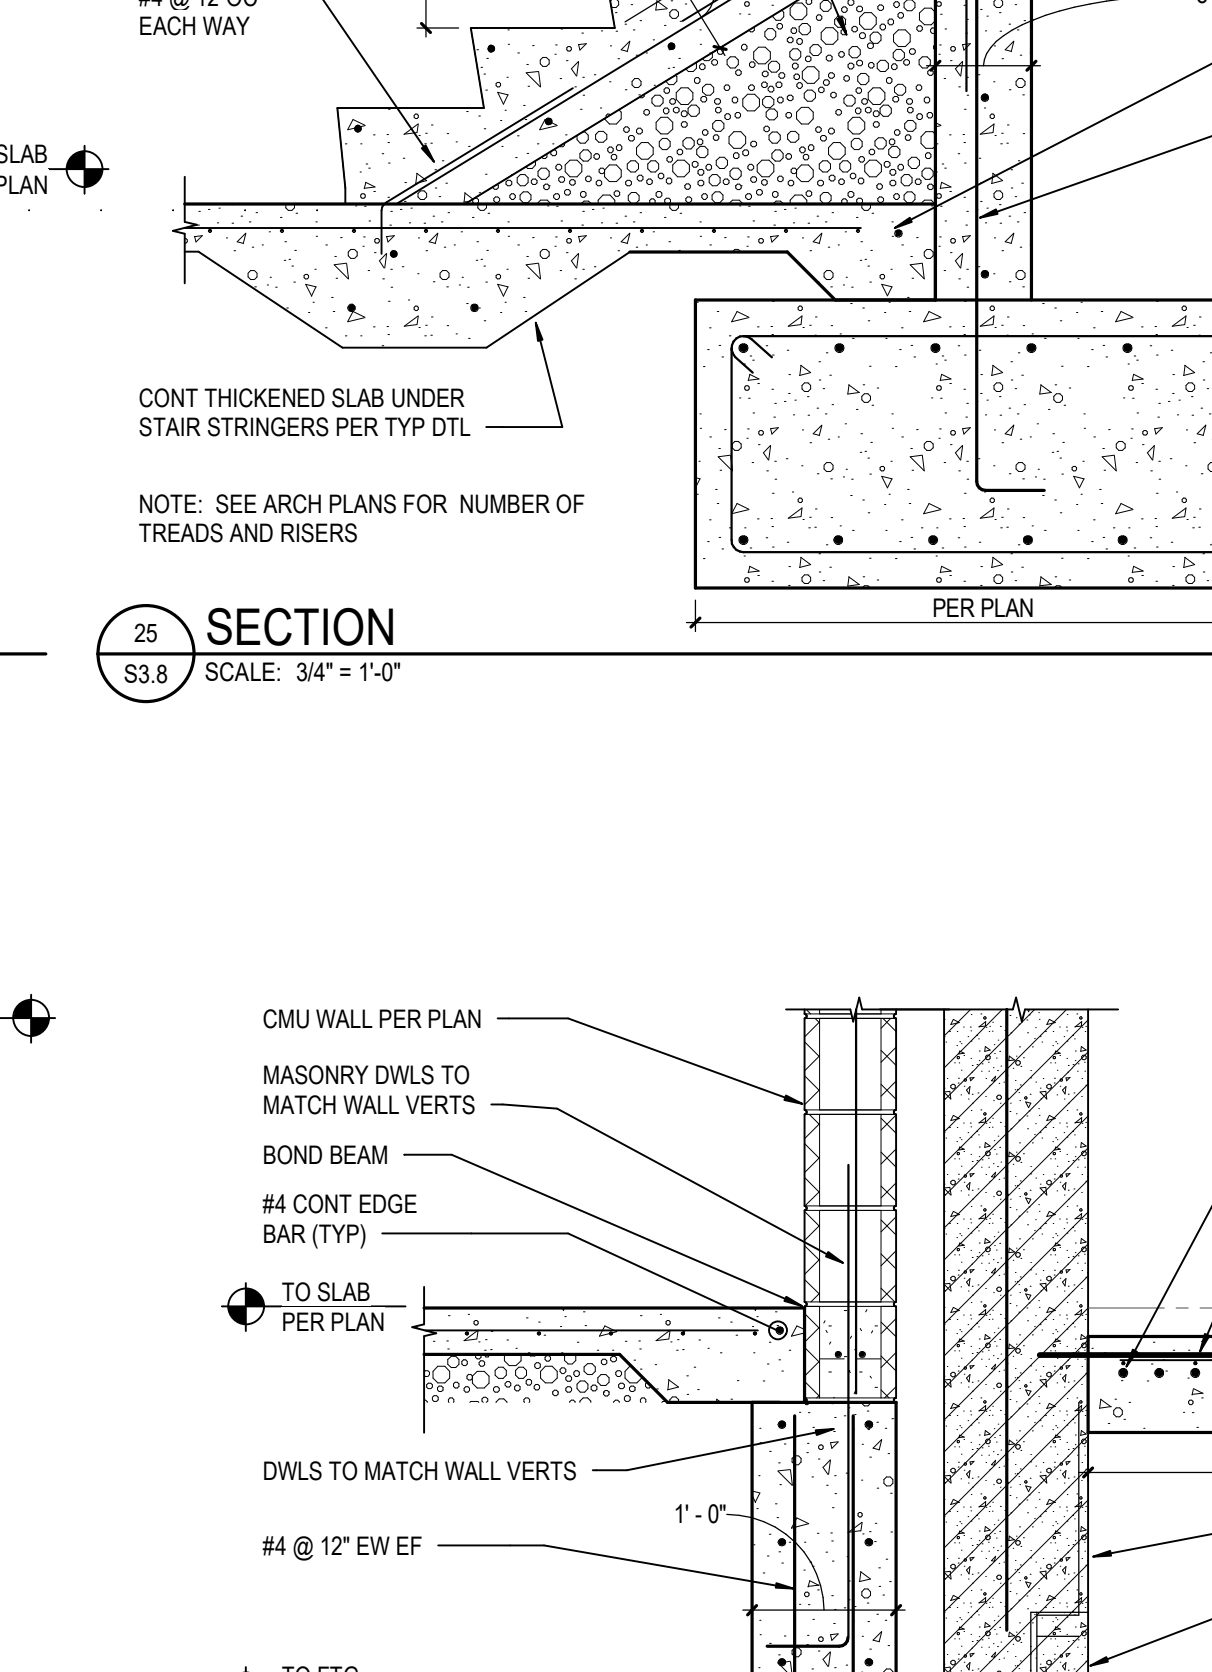 #4 @ 12" OC
EACH WAY
SLAB
PLAN
CONT THICKENED SLAB UNDER
STAIR STRINGERS PER TYP DTL
NOTE: SEE ARCH PLANS FOR NUMBER OF
TREADS AND RISERS
PER PLAN
25
S3.8
SECTION
SCALE: 3/4" = 1'-0"
CMU WALL PER PLAN
MASONRY DWLS TO
MATCH WALL VERTS
BOND BEAM
#4 CONT EDGE
BAR (TYP)
TO SLAB
PER PLAN
DWLS TO MATCH WALL VERTS
1' - 0"
#4 @ 12" EW EF
TO FTG